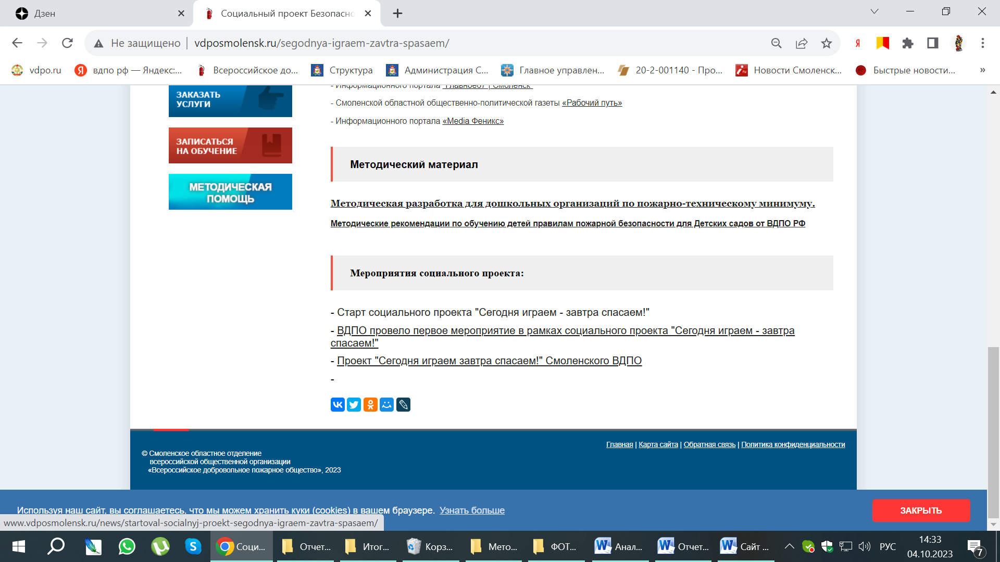 Дзен
Социальный проект Безопасно
Не защищено | vdposmolensk.ru/segodnya-igraem-zavtra-spasaem/
vdpo.ru
вдпо рф — Яндекс:...
Всероссийское до...
Структура
Администрация С...
Главное управлен...
20-2-001140 - Про...
Новости Смоленск...
Быстрые новости...
»
ЗАКАЗАТЬ
УСЛУГИ
ЗАПИСАТЬСЯ
НА ОБУЧЕНИЕ
МЕТОДИЧЕСКАЯ
ПОМОЩЬ
- Информационного портала "Главное67 | Смоленск"
- Смоленской областной общественно-политической газеты «Рабочий путь»
- Информационного портала «Media Феникс»
Методический материал
Методическая разработка для дошкольных организаций по пожарно-техническому минимуму.
Методические рекомендации по обучению детей правилам пожарной безопасности для Детских садов от ВДПО РФ
Мероприятия социального проекта:
- Старт социального проекта "Сегодня играем - завтра спасаем!"
- ВДПО провело первое мероприятие в рамках социального проекта "Сегодня играем - завтра
спасаем!"
- Проект "Сегодня играем завтра спасаем!" Смоленского ВДПО
-
Главная | Карта сайта | Обратная связь | Политика конфиденциальности
© Смоленское областное отделение
всероссийской общественной организации
«Всероссийское добровольное пожарное общество», 2023
Используя наш сайт, вы соглашаетесь, что мы можем хранить куки (cookies) в вашем браузере. Узнать больше
ЗАКРЫТЬ
www.vdposmolensk.ru/news/startoval-socialnyj-proekt-segodnya-igraem-zavtra-spasaem/
Соци...
Отчет...
Итог...
Корз...
Мето...
ФОТ...
Анал...
Отчет...
Сайт ...
РУС
14:33
04.10.2023
7